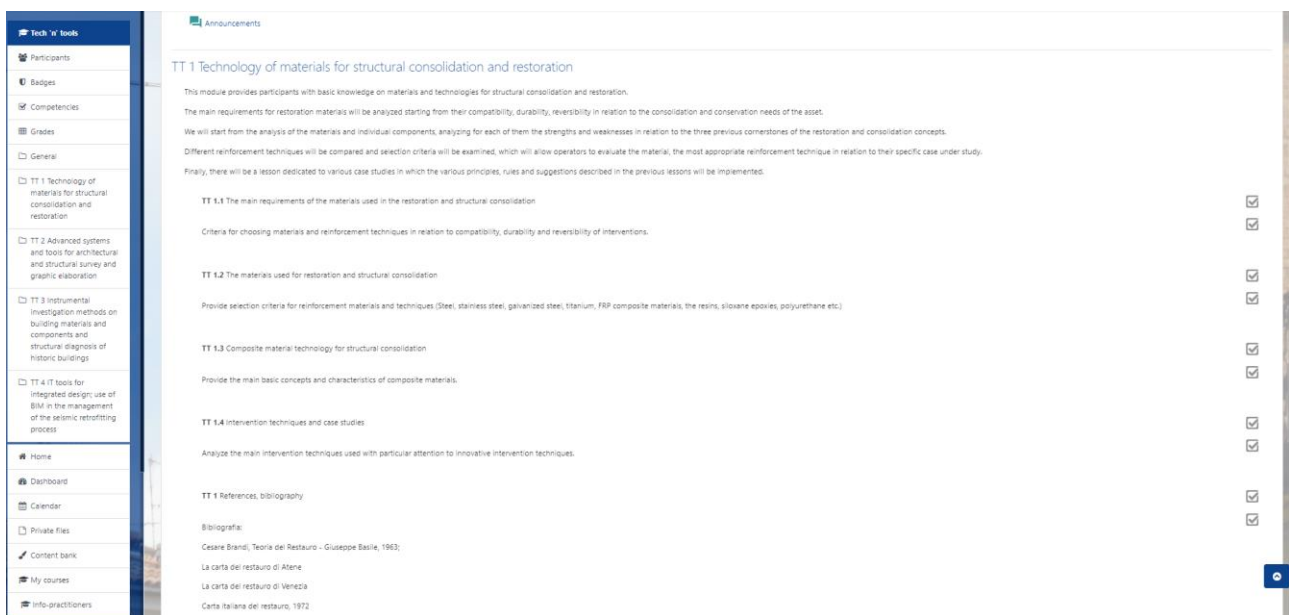 Tech 'n' tools
Participants
Badges
Competencies
Grades
General
TT 1 Technology of
materials for structural
consolidation and
restoration
TT 2 Advanced systems
and tools for architectural
and structural survey and
graphic elaboration
TT 3 Instrumental
investigation methods on
building materials and
components and
structural diagnosis of
historic buildings
TT 4 IT tools for
integrated design; use of
BIM in the management
of the seismic retrofitting
process
Home
Dashboard
Calendar
Private files
Content bank
My courses
Info-practitioners
Announcements
TT 1 Technology of materials for structural consolidation and restoration
This module provides participants with basic knowledge on materials and technologies for structural consolidation and restoration.
The main requirements for restoration materials will be analyzed starting from their compatibility, durability, reversibility in relation to the consolidation and conservation needs of the asset.
We will start from the analysis of the materials and individual components, analyzing for each of them the strengths and weaknesses in relation to the three previous cornerstones of the restoration and consolidation concepts.
Different reinforcement techniques will be compared and selection criteria will be examined, which will allow operators to evaluate the material, the most appropriate reinforcement technique in relation to their specific case under study.
Finally, there will be a lesson dedicated to various case studies in which the various principles, rules and suggestions described in the previous lessons will be implemented.
TT 1.1 The main requirements of the materials used in the restoration and structural consolidation
Criteria for choosing materials and reinforcement techniques in relation to compatibility, durability and reversibility of interventions.
TT 1.2 The materials used for restoration and structural consolidation
Provide selection criteria for reinforcement materials and techniques (Steel, stainless steel, galvanized steel, titanium, FRP composite materials, the resins, siloxane epoxies, polyurethane etc.)
TT 1.3 Composite material technology for structural consolidation
Provide the main basic concepts and characteristics of composite materials.
TT 1.4 Intervention techniques and case studies
Analyze the main intervention techniques used with particular attention to innovative intervention techniques.
TT 1 References, bibliography
Bibliografia:
Cesare Brandi, Teoria del Restauro - Giuseppe Basile, 1963;
La carta del restauro di Atene
La carta del restauro di Venezia
Carta italiana del restauro, 1972